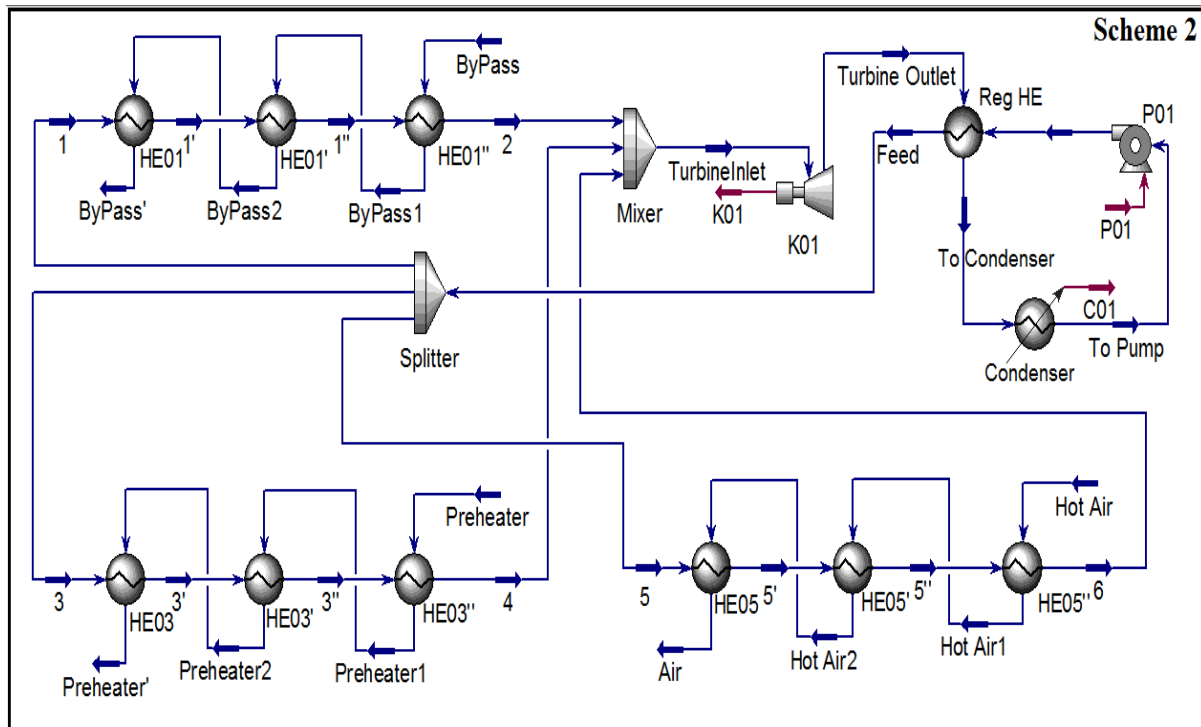 Scheme 2
ByPass
Turbine Outlet
Reg HE
P01
1
HE01
1'
HE01'
1"
HE01"
2
Mixer
TurbineInlet
K01
K01
Feed
P01
ByPass'
ByPass2
ByPass1
To Condenser
C01
Splitter
Condenser
To Pump
Preheater
Hot Air
3
HE03
3'
HE03'
3"
HE03"
4
5
HE05
5'
HE05'
5"
HE05"
6
Preheater'
Preheater2
Preheater1
Air
Hot Air2
Hot Air1